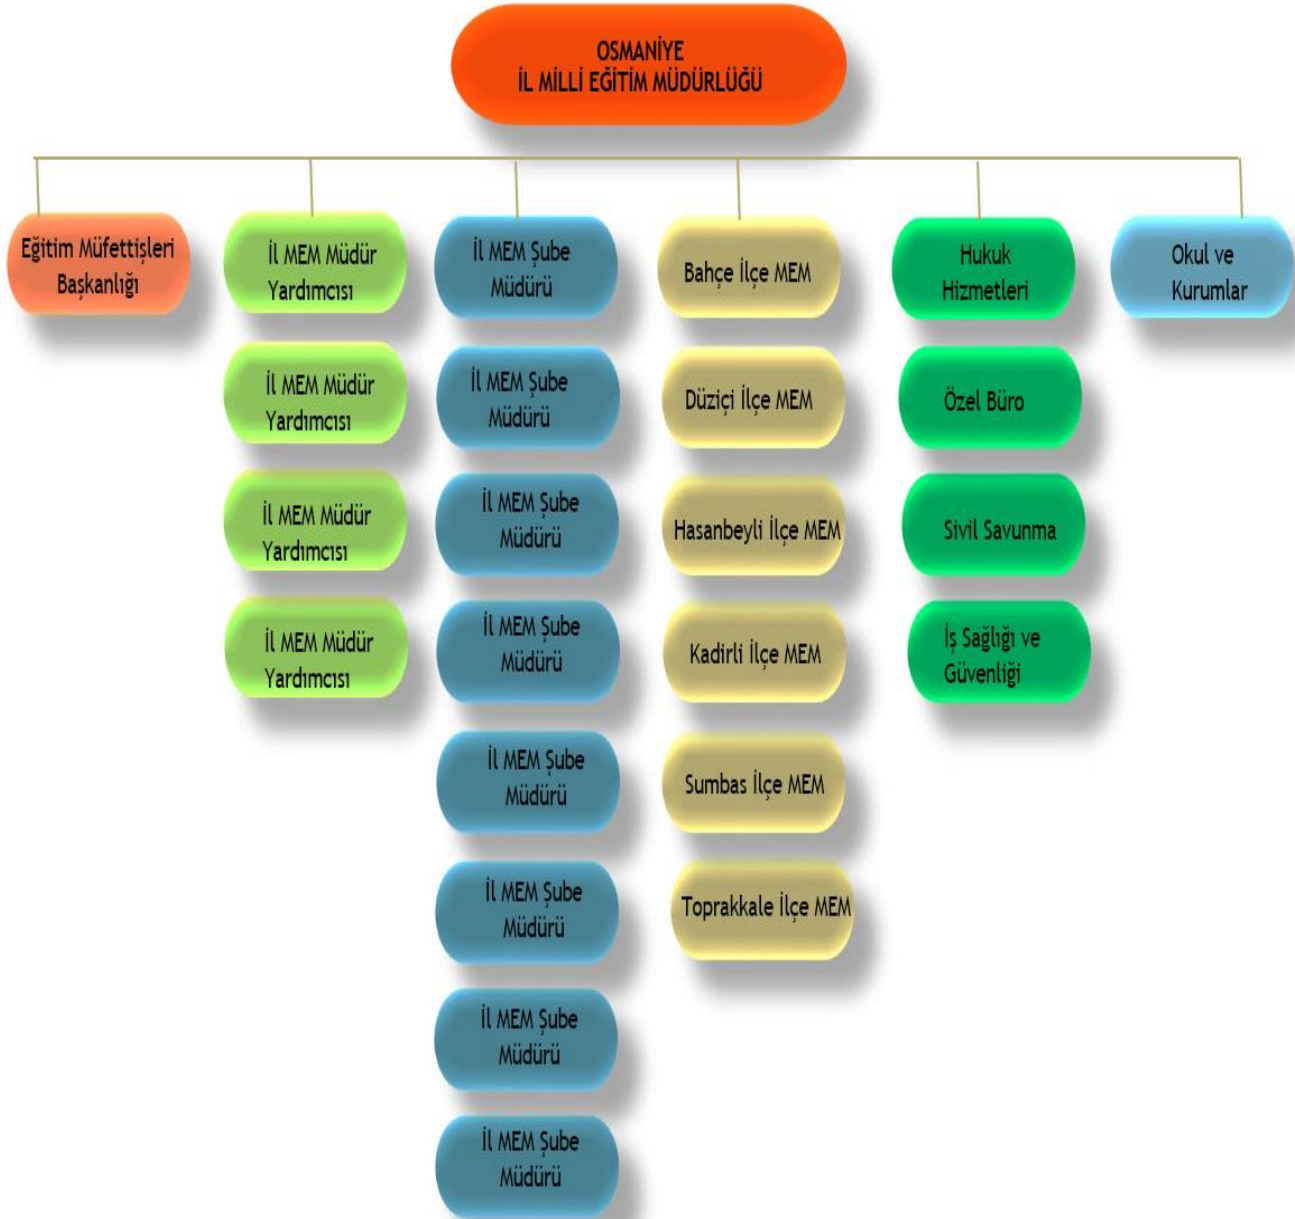 OSMANİYE
İL MİLLİ EĞİTİM MÜDÜRLÜĞÜ
Eğitim Müfettişleri
Başkanlığı
İl MEM Müdür
Yardımcısı
İl MEM Müdür
Yardımcısı
İl MEM Müdür
Yardımcısı
İl MEM Müdür
Yardımcısı
İl MEM Şube
Müdürü
İl MEM Şube
Müdürü
İl MEM Şube
Müdürü
İl MEM Şube
Müdürü
İl MEM Şube
Müdürü
İl MEM Şube
Müdürü
İl MEM Şube
Müdürü
İl MEM Şube
Müdürü
Bahçe İlçe MEM
Düziçi İlçe MEM
Hasanbeyli İlçe MEM
Kadirli İlçe MEM
Sumbas İlçe MEM
Toprakkale İlçe MEM
Hukuk
Hizmetleri
Özel Büro
Sivil Savunma
İş Sağlığı ve
Güvenliği
Okul ve
Kurumlar